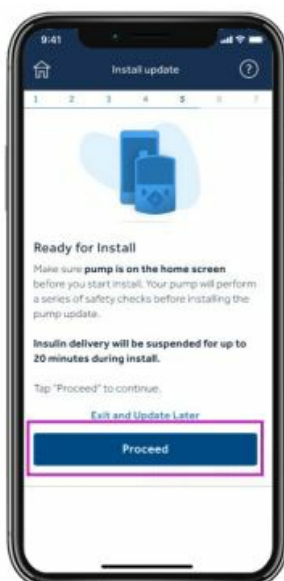 9:41
Install update ?
1 2 3 4 5 6 7
Ready for Install
Make sure pump is on the home screen
before you start install. Your pump will perform
a series of safety checks before installing the
pump update.
Insulin delivery will be suspended for up to
20 minutes during install.
Tap "Proceed" to continue.
Exit and Update Later
Proceed